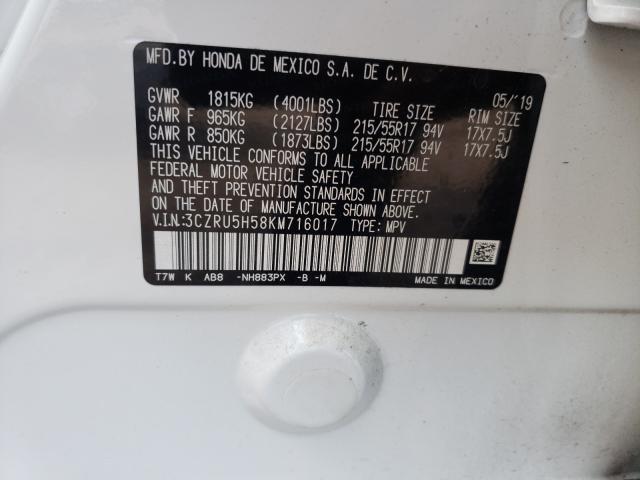 MFD.BY HONDA DE MEXICO S.A. DE C.V.
05/'19
GVWR 1815KG (4001LBS) TIRE SIZE RIM SIZE
GAWR F 965KG (2127LBS) 215/55R17 94V 17X7.5J
GAWR R 850KG (1873LBS) 215/55R17 94V 17X7.5J
THIS VEHICLE CONFORMS TO ALL APPLICABLE
FEDERAL MOTOR VEHICLE SAFETY
AND THEFT PREVENTION STANDARDS IN EFFECT
ON THE DATE OF MANUFACTURE SHOWN ABOVE.
V.I.N.:3CZRU5H58KM716017 TYPE: MPV
T7W K AB8 -NH883PX -B -M
MADE IN MEXICO